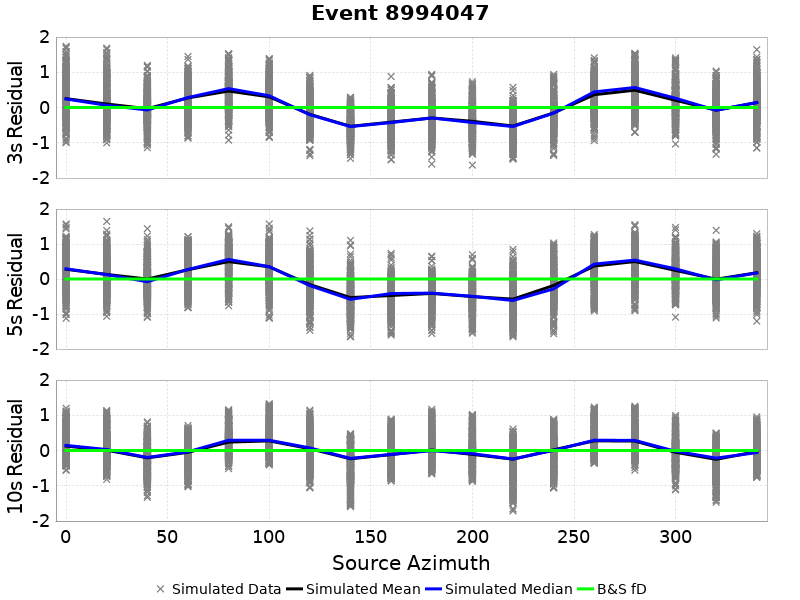 Event 8994047
3s Residual
2
1
0
-1
-2
5s Residual
2
1
0
-1
-2
10s Residual
2
1
0
-1
-2
0 50 100 150 200 250 300
Source Azimuth
Simulated Data Simulated Mean Simulated Median B&S fD